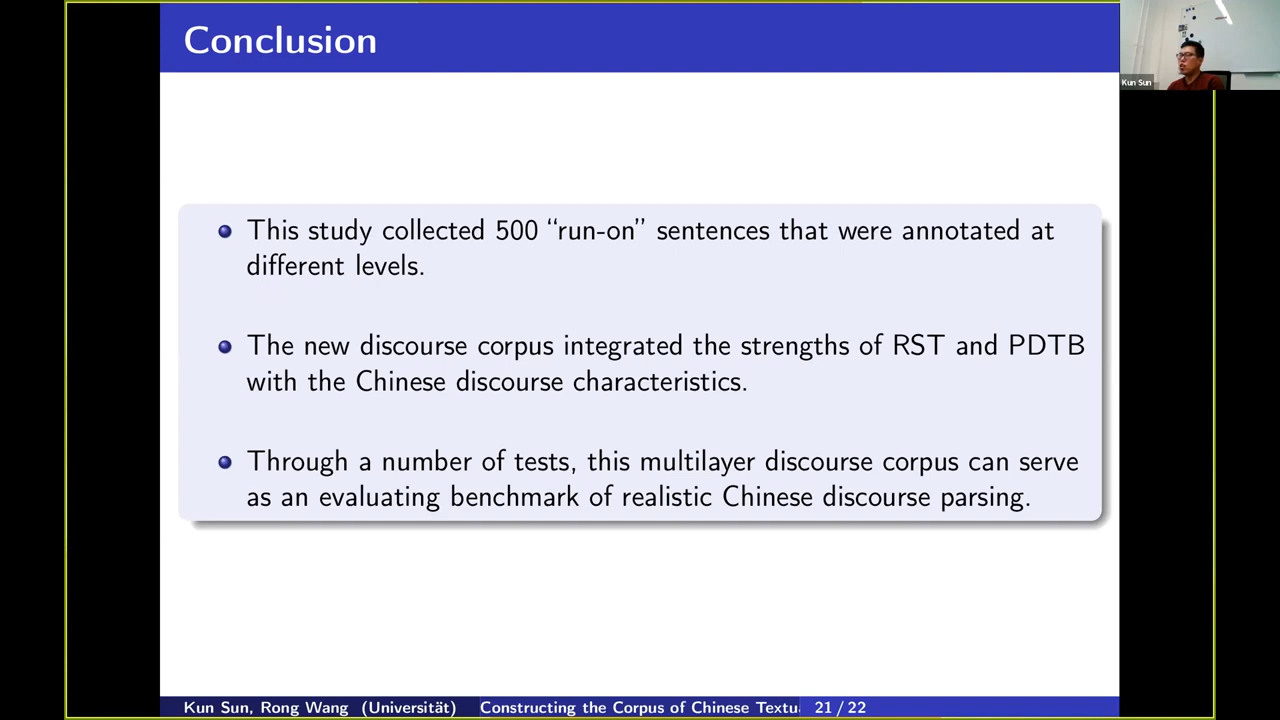 Conclusion
Kun Sun
This study collected 500 “run-on” sentences that were annotated at
different levels.
The new discourse corpus integrated the strengths of RST and PDTB
with the Chinese discourse characteristics.
Through a number of tests, this multilayer discourse corpus can serve
as an evaluating benchmark of realistic Chinese discourse parsing.
Kun Sun, Rong Wang (Universität) Constructing the Corpus of Chinese Textua 21 / 22